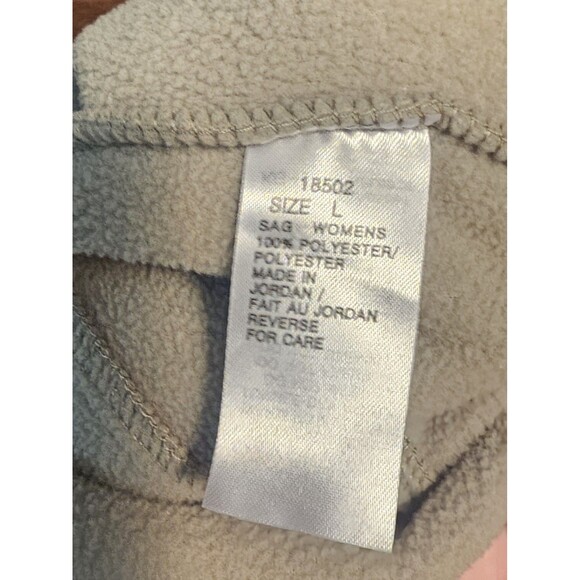 18502
SIZE L
SAG WOMENS
100% POLYESTER/
POLYESTER
MADE IN
JORDAN /
FAIT AU JORDAN
REVERSE
FOR CARE